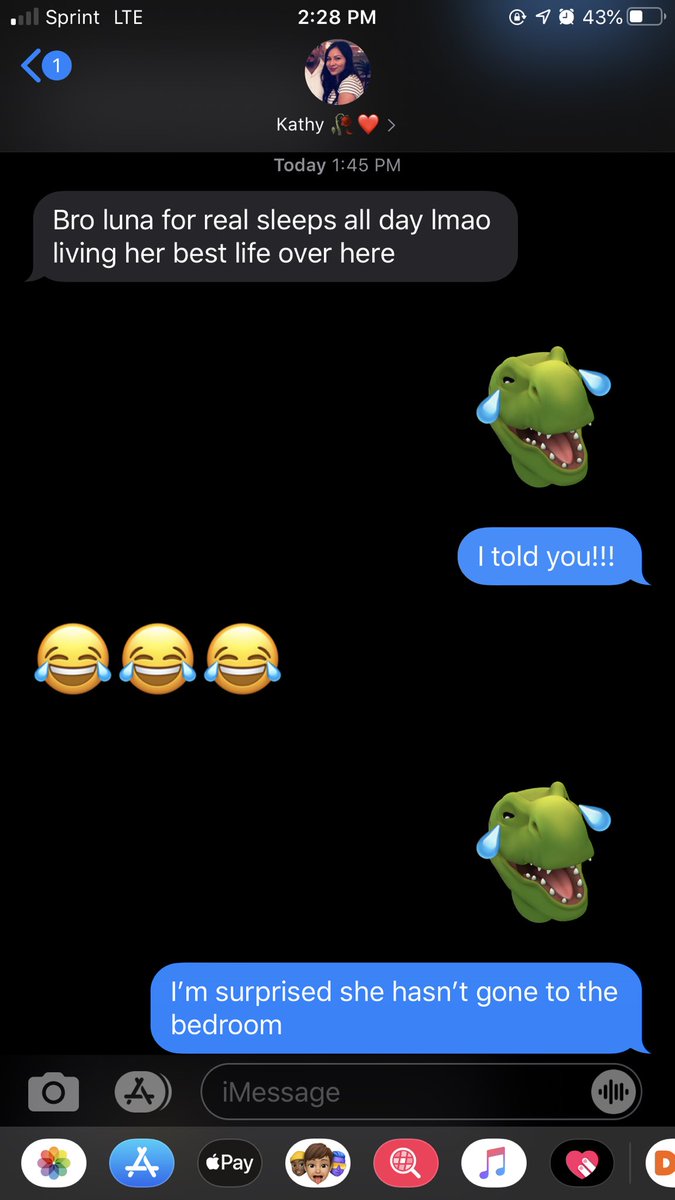 Sprint LTE 2:28 PM 43%
1
Kathy 🥀❤️ >
Today 1:45 PM
Bro luna for real sleeps all day lmao
living her best life over here
I told you!!!
😂😂😂
I'm surprised she hasn't gone to the
bedroom
iMessage
Pay
D